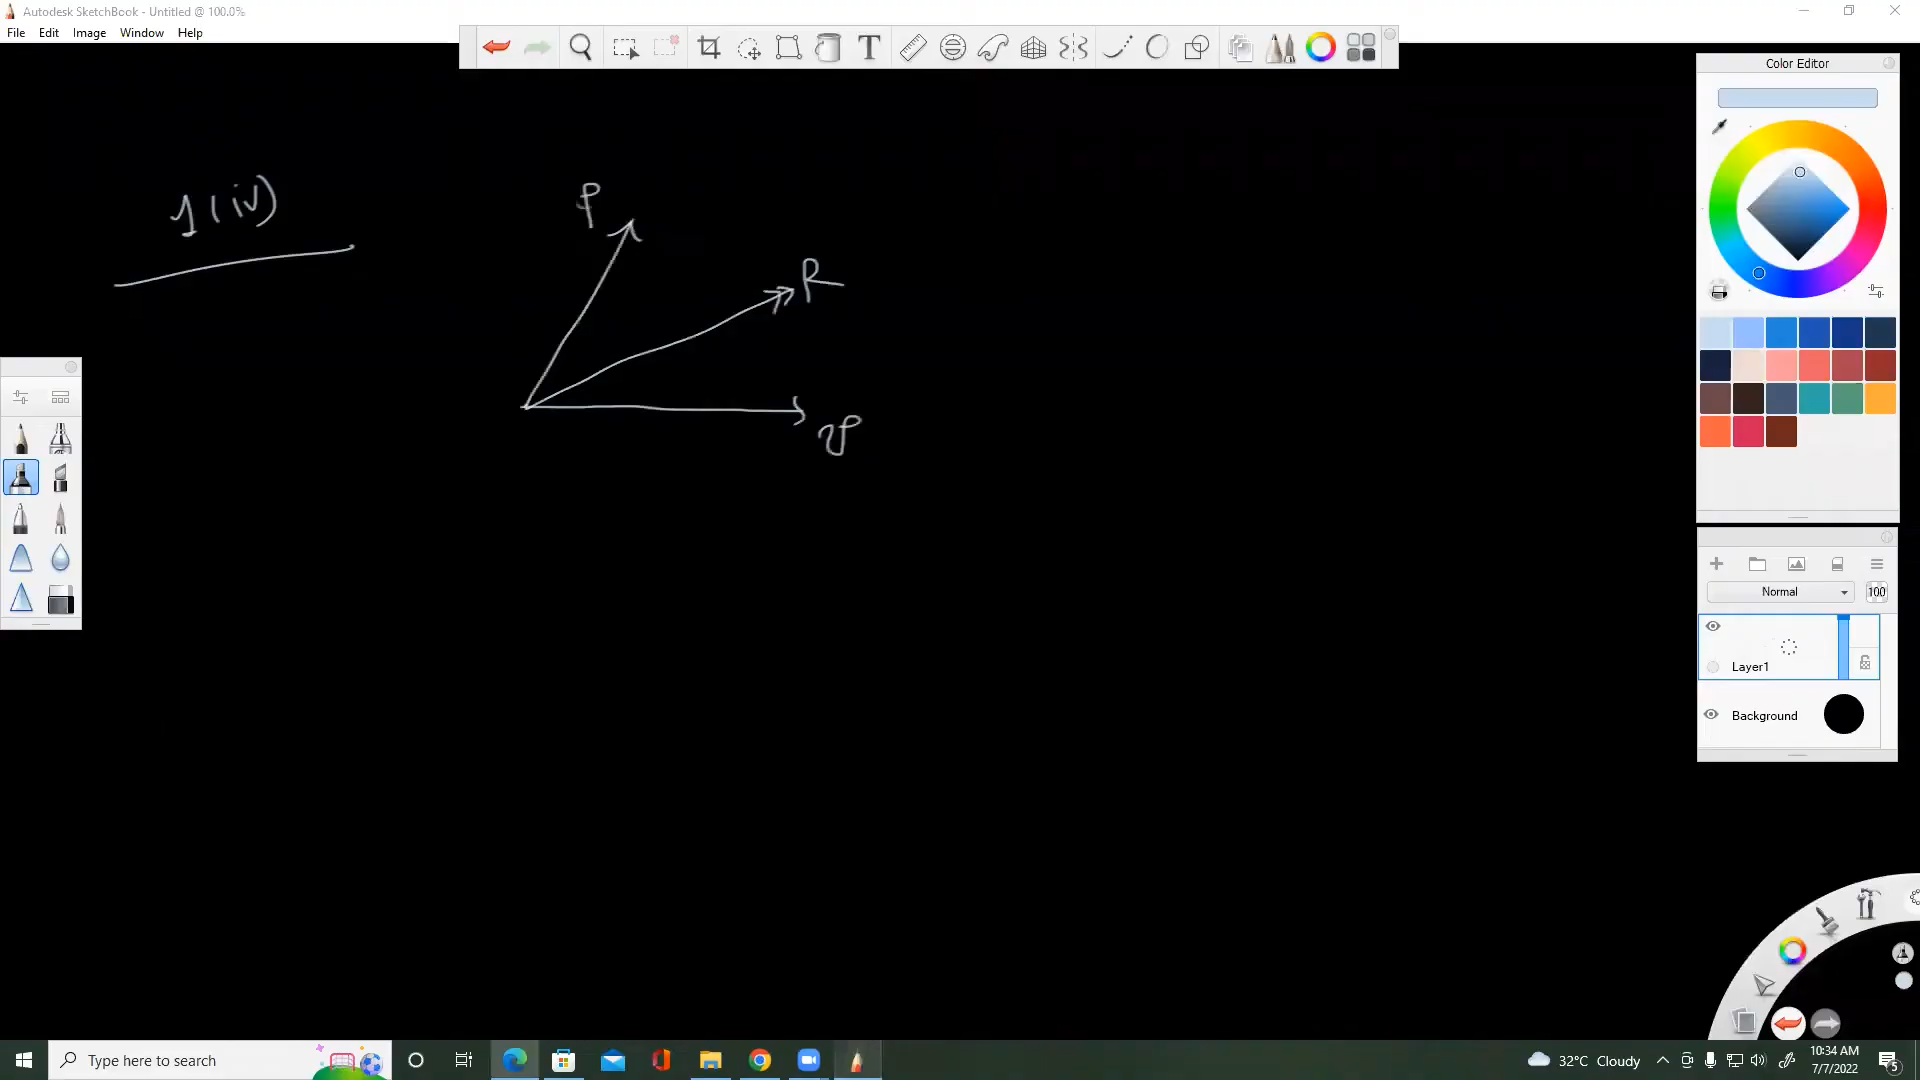 Autodesk SketchBook - Untitled @ 100.0%
File Edit Image Window Help
Color Editor
1 (iv)
P
R
Normal
100
Layer1
Background
Type here to search
32°C Cloudy
10:34 AM
7/7/2022
5